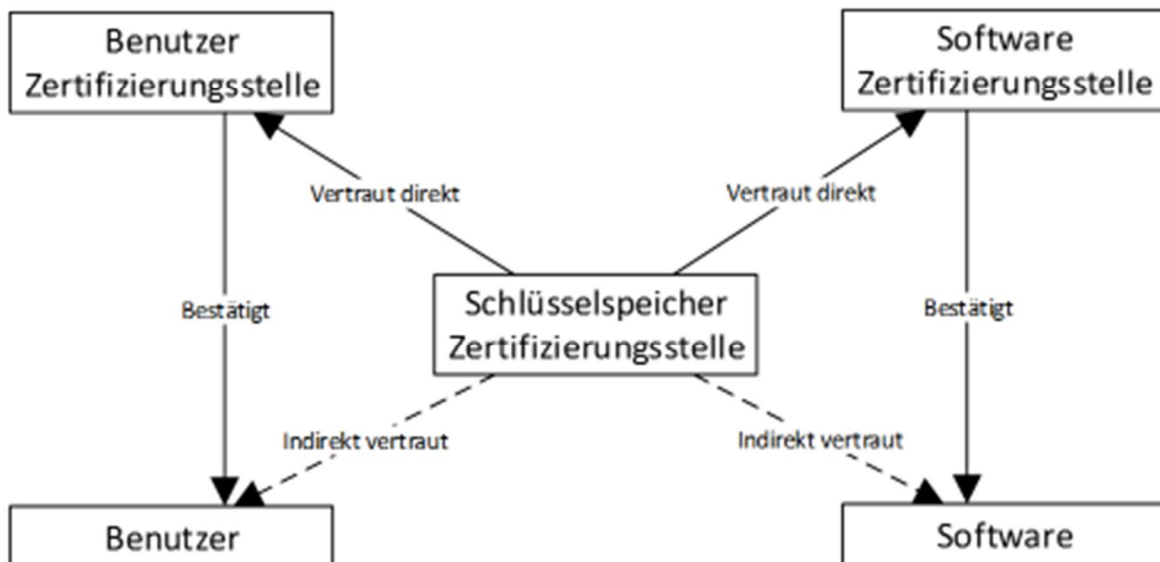 Benutzer
Zertifizierungsstelle
Software
Zertifizierungsstelle
Vertraut direkt
Vertraut direkt
Schlüsselspeicher
Zertifizierungsstelle
Bestätigt
Bestätigt
Indirekt vertraut
Indirekt vertraut
Benutzer
Software